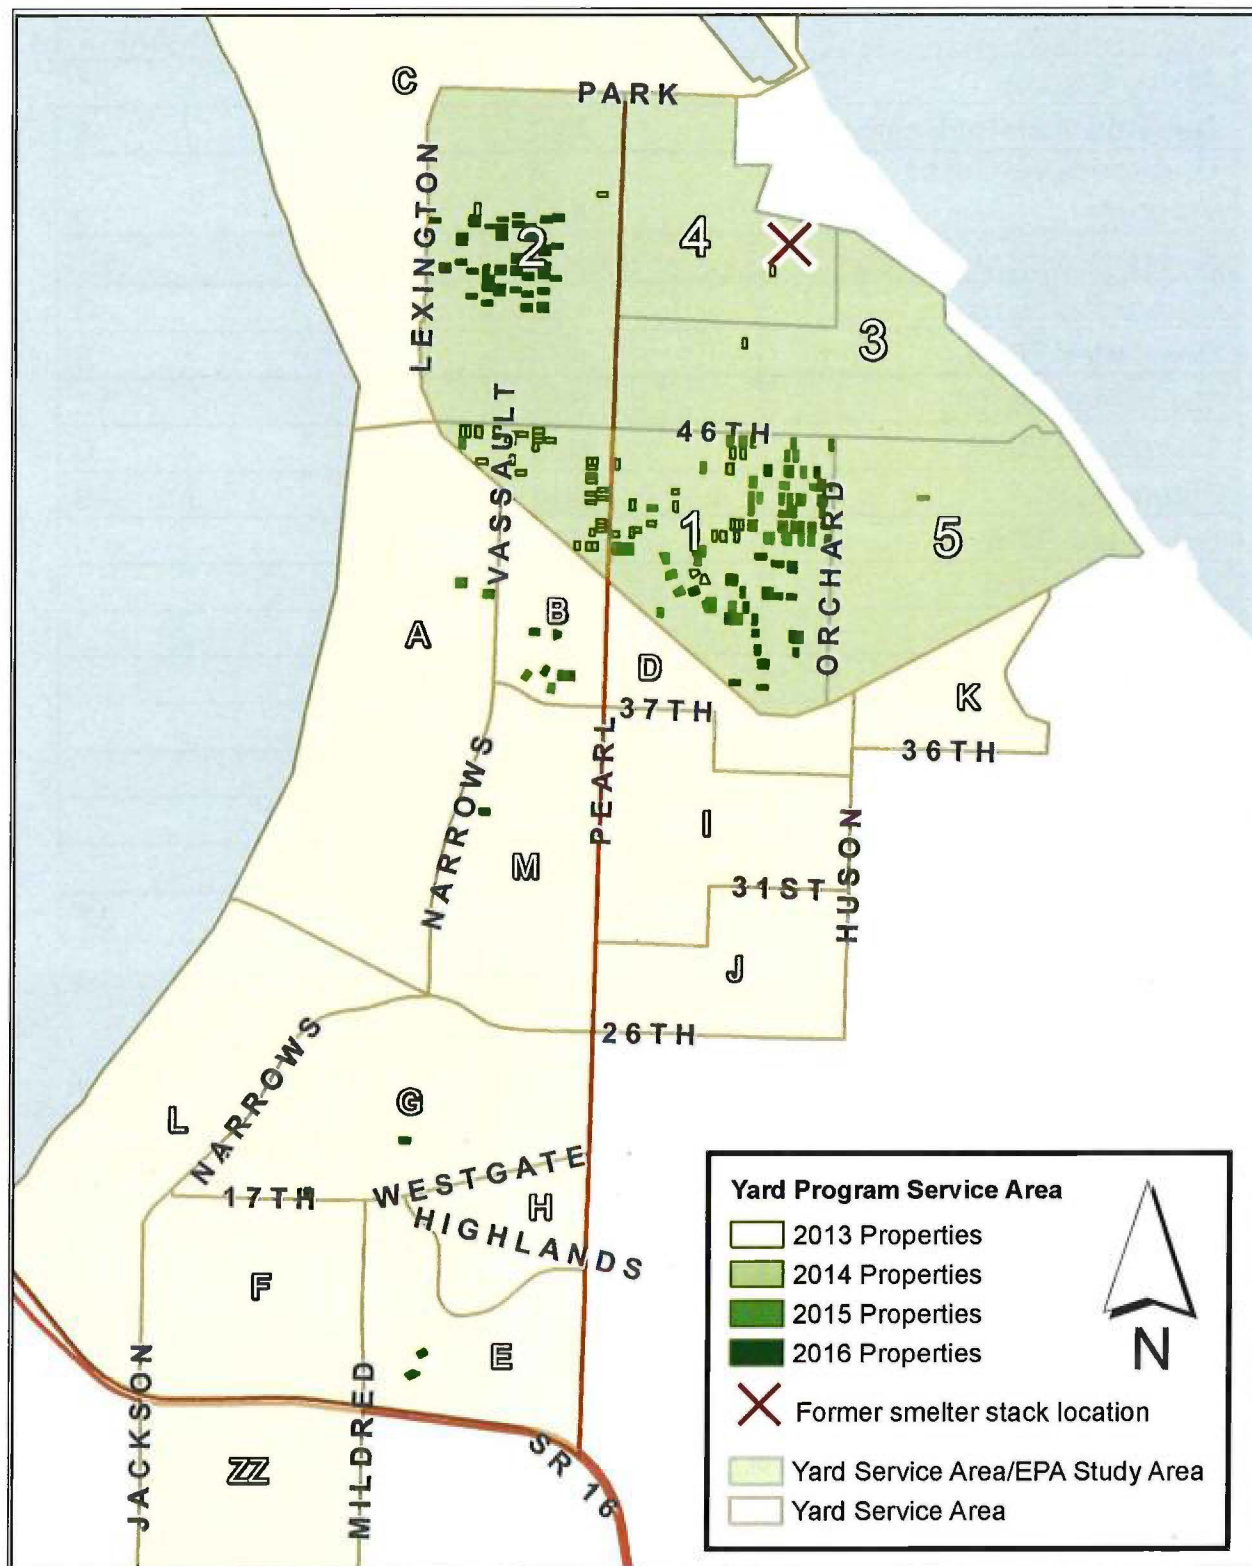 C
PARK
LEXINGTON
2
4
3
VASSAULT
46TH
1
ORCHARD
5
A
B
D
37TH
K
36TH
PEARL
NARROWS
I
HUSON
M
31ST
J
26TH
NARROWS
L
G
WESTGATE
17TH
H
HIGHLANDS
F
E
JACKSON
MILDRED
SR 16
ZZ
Yard Program Service Area
2013 Properties
2014 Properties
2015 Properties
2016 Properties
Former smelter stack location
Yard Service Area/EPA Study Area
Yard Service Area
N